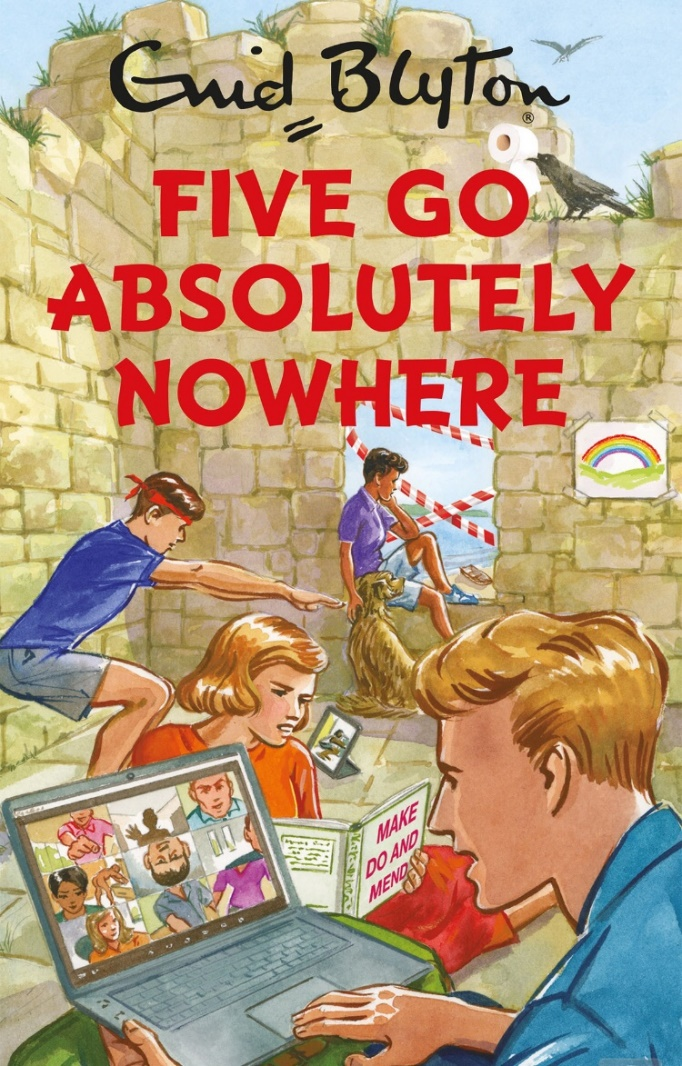 Enid Blyton
®
FIVE GO
ABSOLUTELY
NOWHERE
MAKE
DO AND
MEND